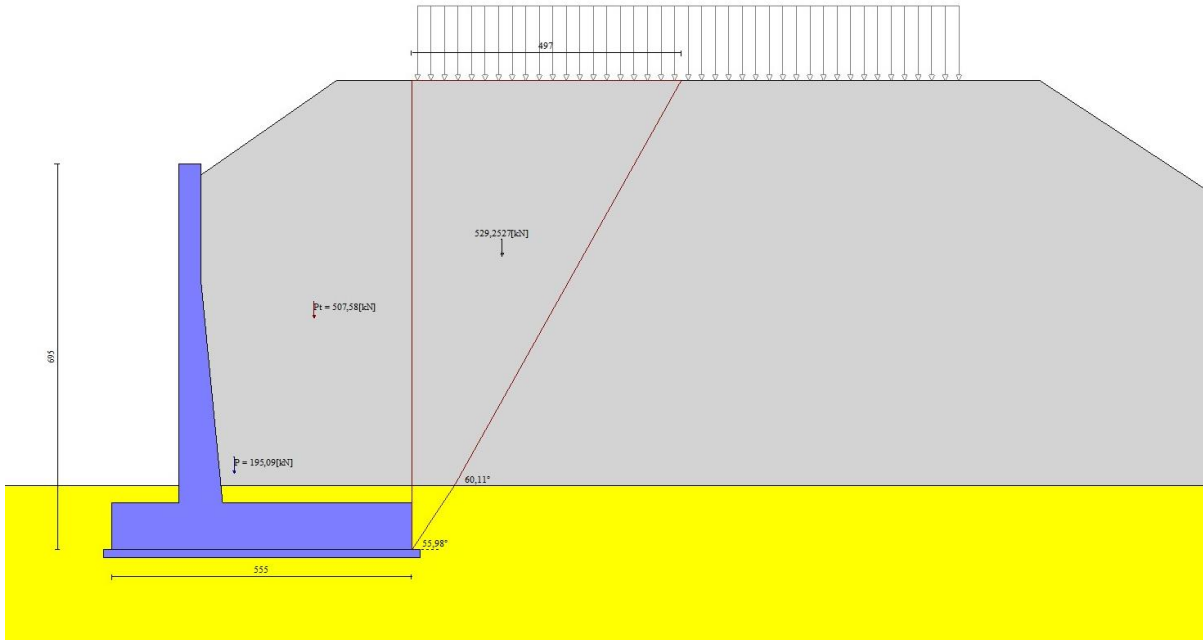 497
529,2527[kN]
Pt = 507,58[kN]
695
P = 195,09[kN]
60,11°
55,98°
555